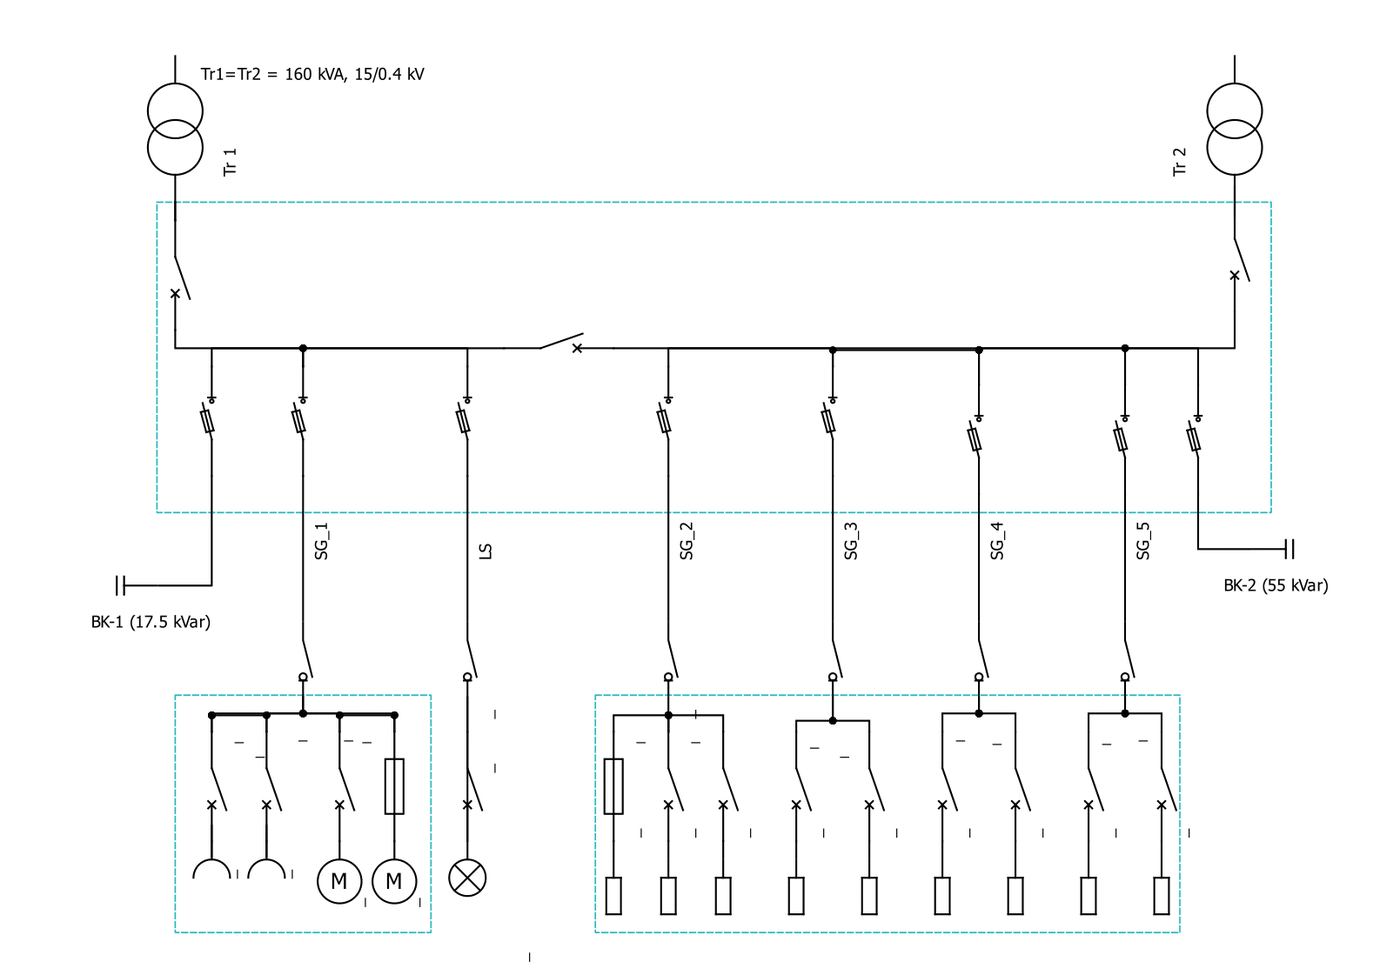 Tr1=Tr2 = 160 kVA, 15/0.4 kV
Tr 1
Tr 2
SG_1
LS
SG_2
SG_3
SG_4
SG_5
BK-1 (17.5 kVar)
BK-2 (55 kVar)
M
M